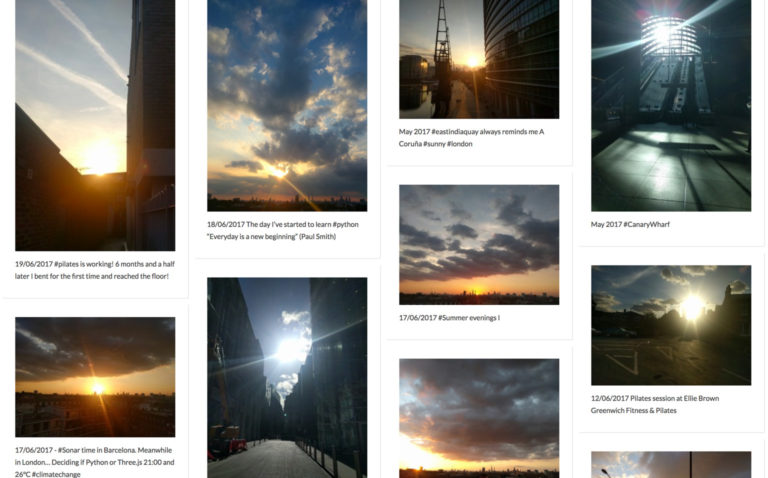 19/06/2017 #pilates is working! 6 months and a half
later I bent for the first time and reached the floor!
17/06/2017 - #Sonar time in Barcelona. Meanwhile
in London... Deciding if Python or Three.js 21:00 and
26ºC #climatechange
18/06/2017 The day I've started to learn #python
“Everyday is a new beginning” (Paul Smith)
May 2017 #eastindiaquay always reminds me A
Coruña #sunny #london
17/06/2017 #Summer evenings I
May 2017 #CanaryWharf
12/06/2017 Pilates session at Ellie Brown
Greenwich Fitness & Pilates